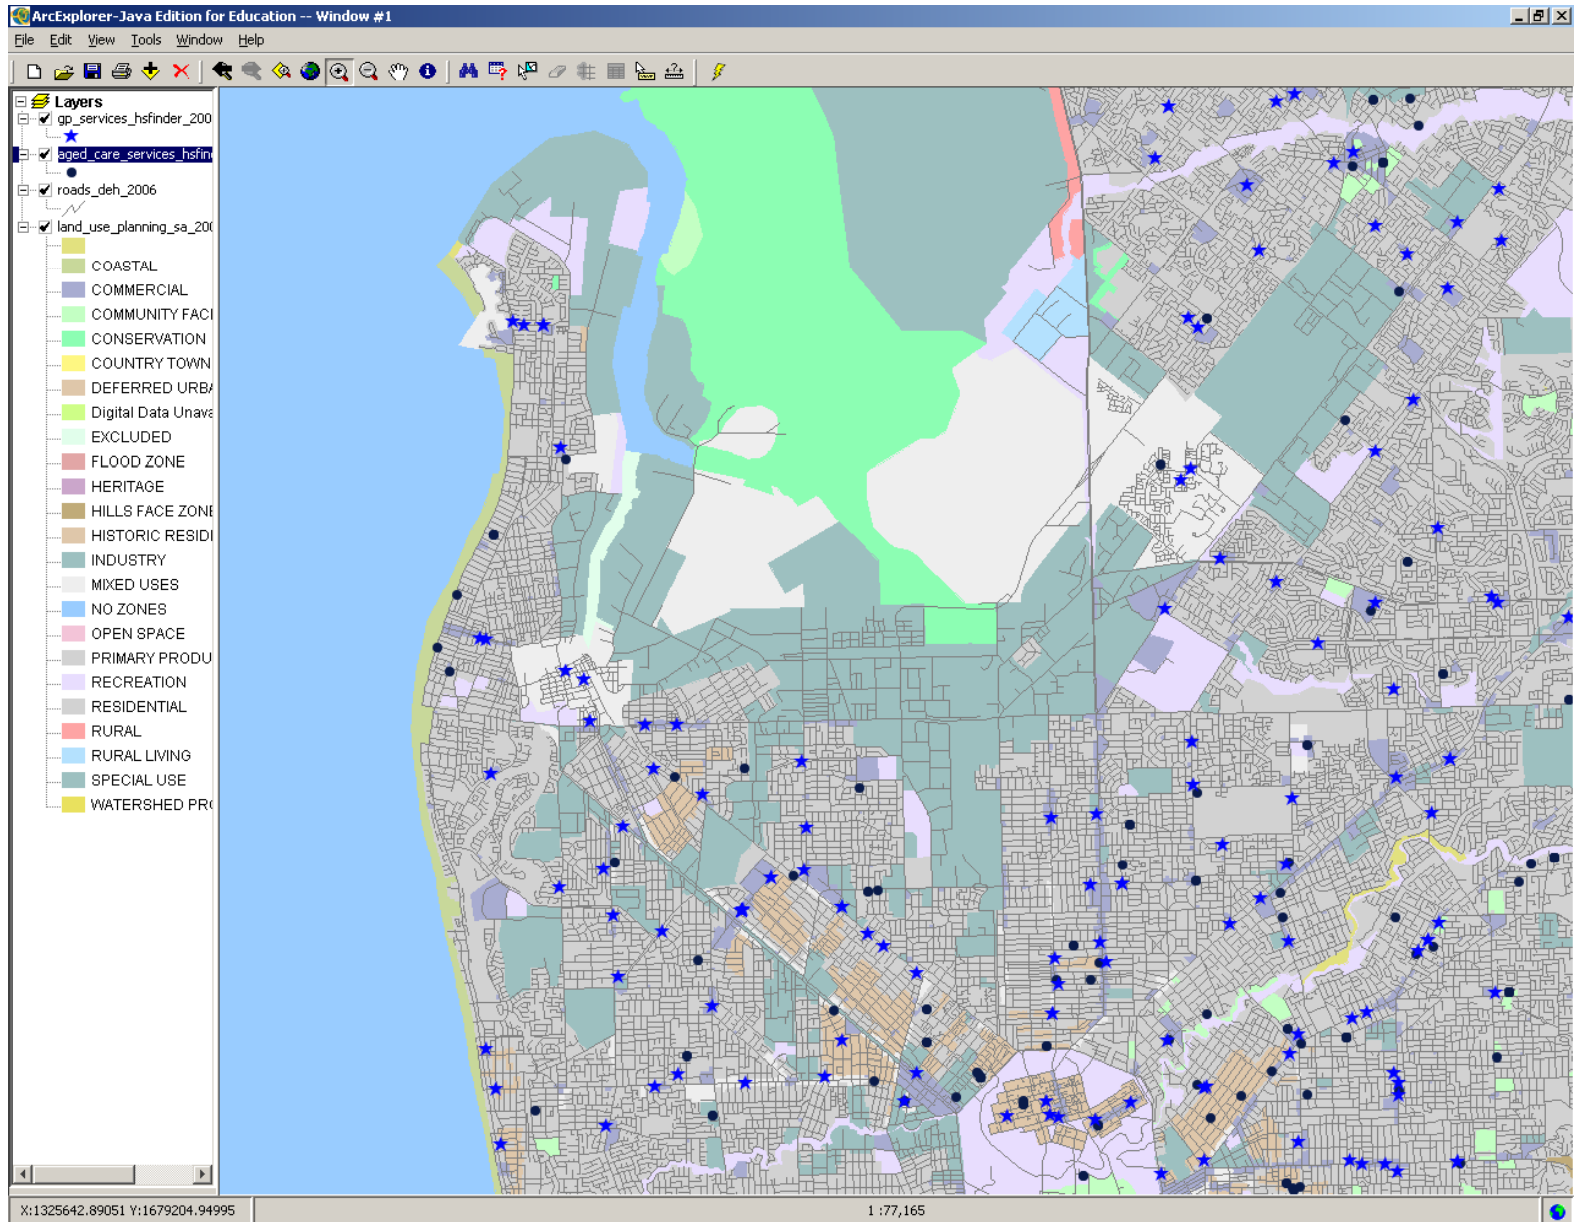 ArcExplorer-Java Edition for Education -- Window #1
File Edit View Tools Window Help
Layers
gp_services_hsfinder_200
aged_care_services_hsfin
roads_deh_2006
land_use_planning_sa_200
COASTAL
COMMERCIAL
COMMUNITY FACI
CONSERVATION
COUNTRY TOWN
DEFERRED URBA
Digital Data Unava
EXCLUDED
FLOOD ZONE
HERITAGE
HILLS FACE ZONE
HISTORIC RESIDI
INDUSTRY
MIXED USES
NO ZONES
OPEN SPACE
PRIMARY PRODU
RECREATION
RESIDENTIAL
RURAL
RURAL LIVING
SPECIAL USE
WATERSHED PRO
X:1325642.89051 Y:1679204.94995
1 :77,165